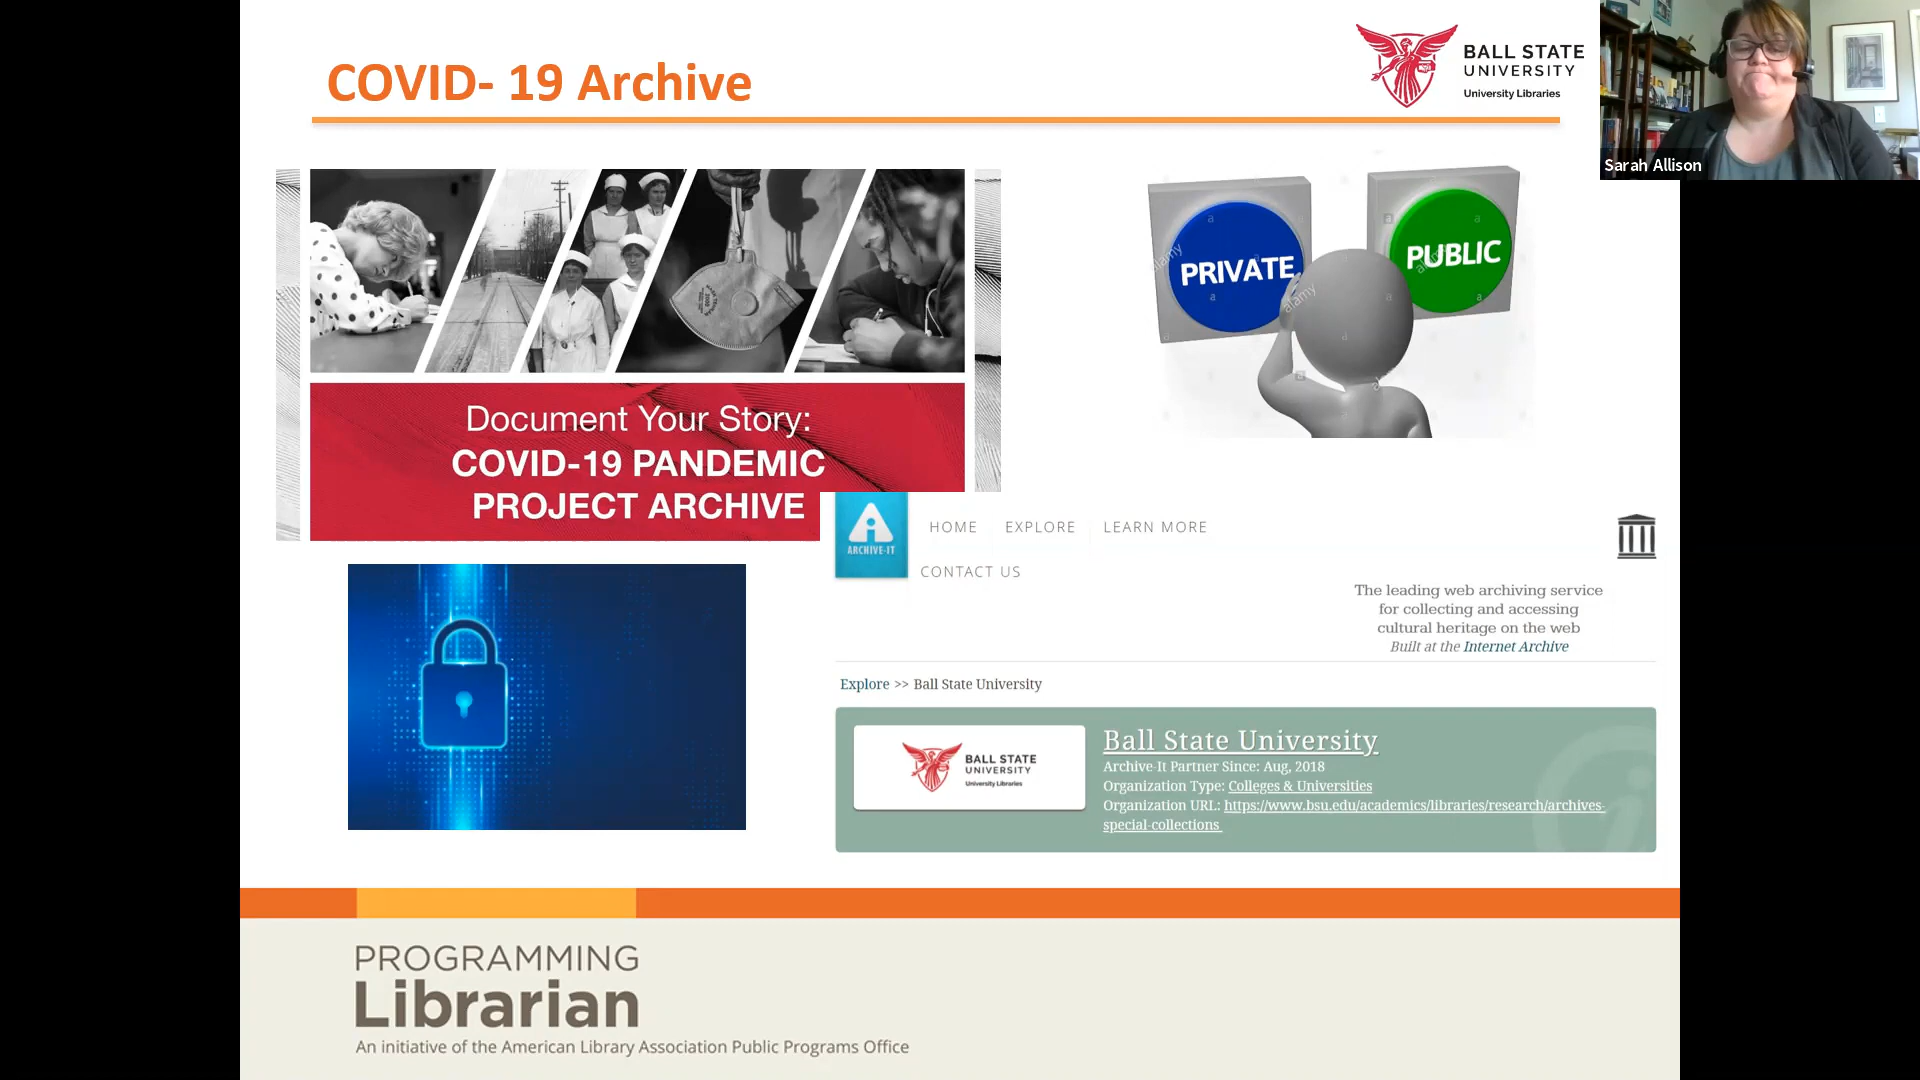 COVID- 19 Archive
BALL STATE
UNIVERSITY
University Libraries
Sarah Allison
Document Your Story:
COVID-19 PANDEMIC
PROJECT ARCHIVE
PRIVATE
PUBLIC
alamy
alamy
alamy
a
a
a
a
a
a
a
a
a
d
d
ARCHIVE-IT
HOME
EXPLORE
LEARN MORE
CONTACT US
The leading web archiving service
for collecting and accessing
cultural heritage on the web
Built at the Internet Archive
Explore >> Ball State University
BALL STATE
UNIVERSITY
University Libraries
Ball State University
Archive-It Partner Since: Aug, 2018
Organization Type: Colleges & Universities
Organization URL: https://www.bsu.edu/academics/libraries/research/archives-
special-collections
PROGRAMMING
Librarian
An initiative of the American Library Association Public Programs Office